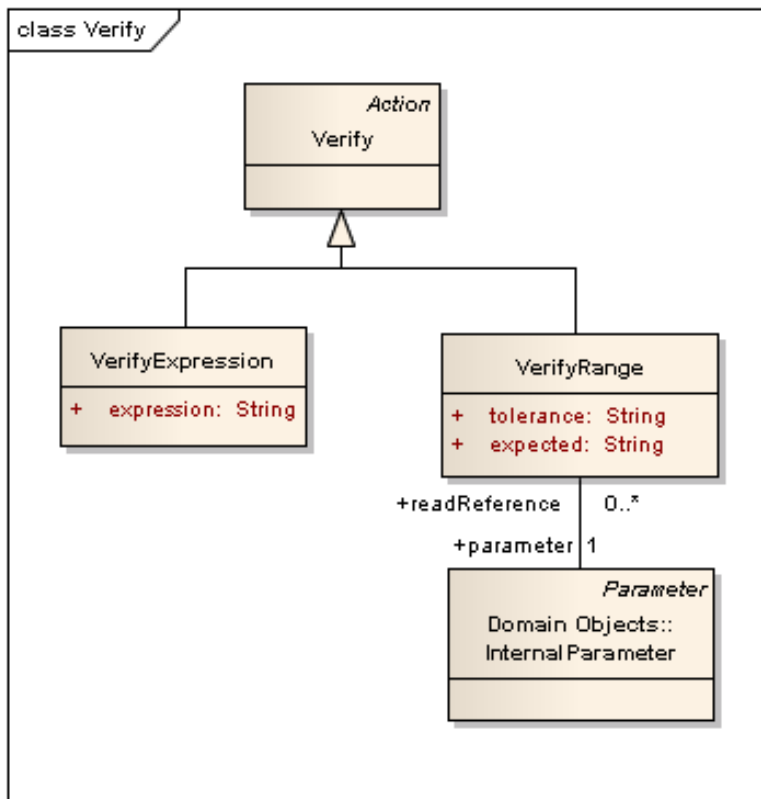 class Verify
Action
Verify
VerifyExpression
+ expression: String
VerifyRange
+ tolerance: String
+ expected: String
+readReference 0..*
+parameter 1
Parameter
Domain Objects::
InternalParameter